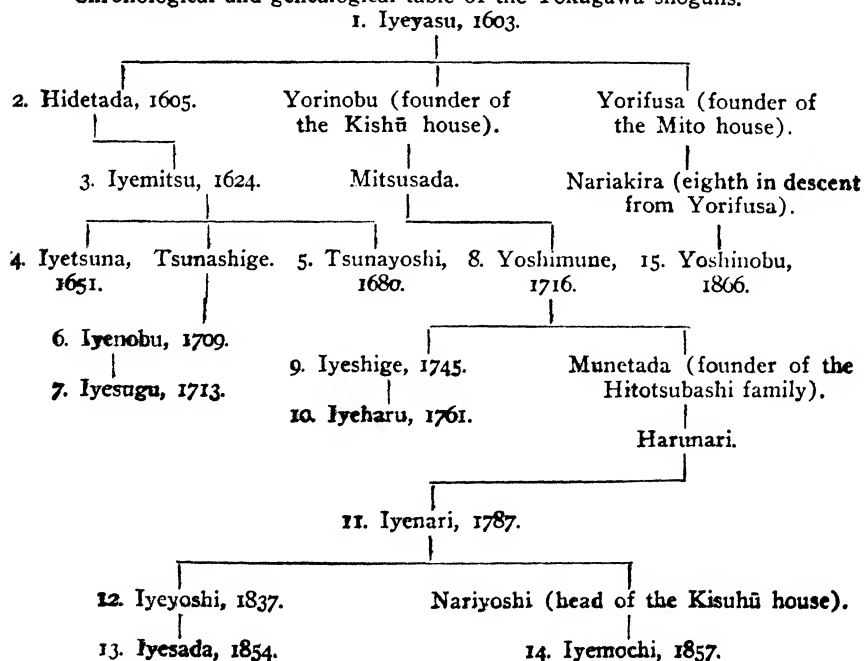 Chronological and genealogical table of the Tokugawa shoguns.
1. Iyeyasu, 1603.
2. Hidetada, 1605. Yorinobu (founder of Yorifusa (founder of
the Kishū house). the Mito house).
3. Iyemitsu, 1624. Mitsusada. Nariakira (eighth in descent
from Yorifusa).
4. Iyetsuna, Tsunashige. 5. Tsunayoshi, 8. Yoshimune, 15. Yoshinobu,
1651. 1680. 1716. 1866.
6. Iyenobu, 1709.
9. Iyeshige, 1745. Munetada (founder of the
7. Iyesugu, 1713. Hitotsubashi family).
10. Iyeharu, 1761.
Harunari.
11. Iyenari, 1787.
12. Iyeyoshi, 1837. Nariyoshi (head of the Kisuhū house).
13. Iyesada, 1854. 14. Iyemochi, 1857.